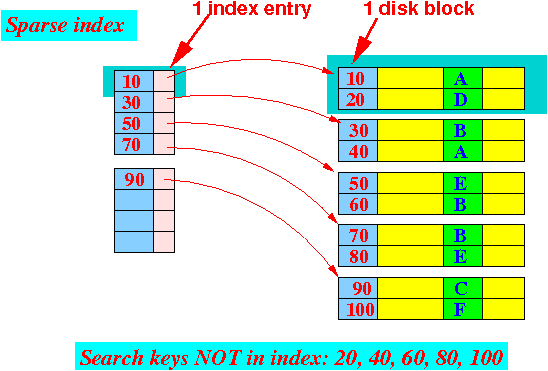 1 index entry
1 disk block
Sparse index
10
30
50
70
90
10 A
20 D
30 B
40 A
50 E
60 B
70 B
80 E
90 C
100 F
Search keys NOT in index: 20, 40, 60, 80, 100